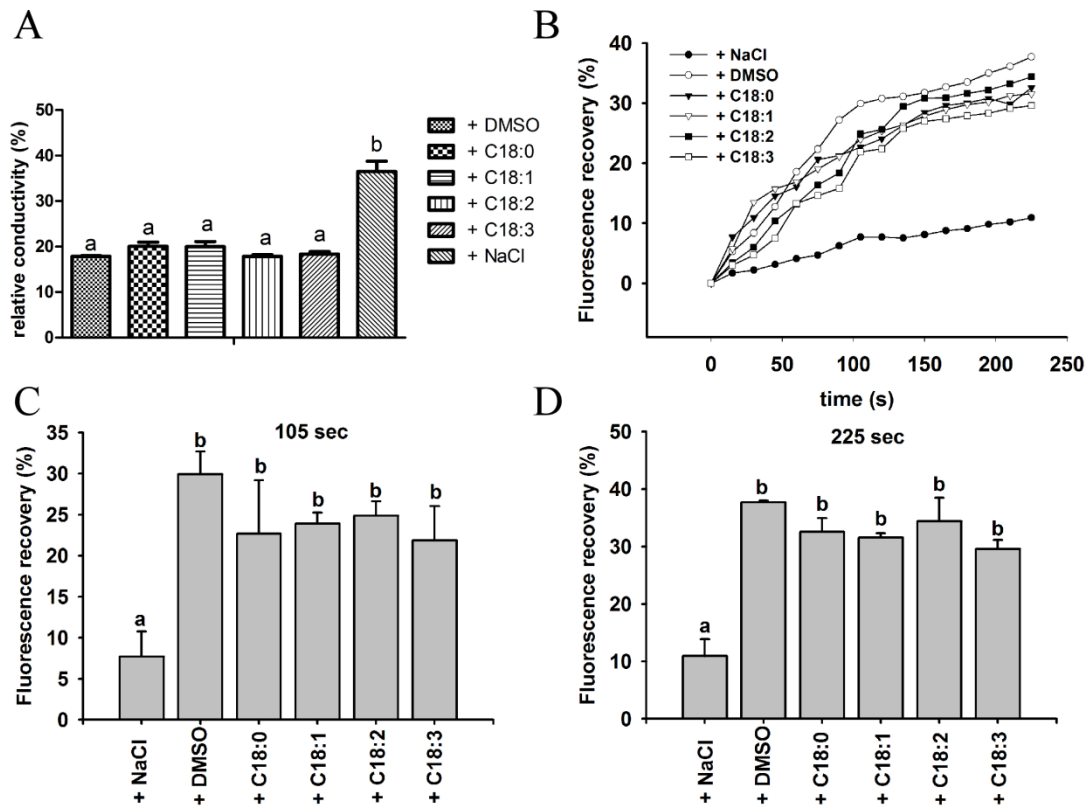 A
relative conductivity (%)
50
40
30
20
10
0
a
a
a
a
a
b
+ DMSO
+ C18:0
+ C18:1
+ C18:2
+ C18:3
+ NaCl
B
Fluorescence recovery (%)
40
30
20
10
0
+ NaCl
+ DMSO
+ C18:0
+ C18:1
+ C18:2
+ C18:3
0
50
100
150
200
250
time (s)
C
105 sec
Fluorescence recovery (%)
35
30
25
20
15
10
5
0
a
b
b
b
b
b
+ NaCl
+ DMSO
+ C18:0
+ C18:1
+ C18:2
+ C18:3
D
225 sec
Fluorescence recovery (%)
50
40
30
20
10
0
a
b
b
b
b
b
+ NaCl
+ DMSO
+ C18:0
+ C18:1
+ C18:2
+ C18:3